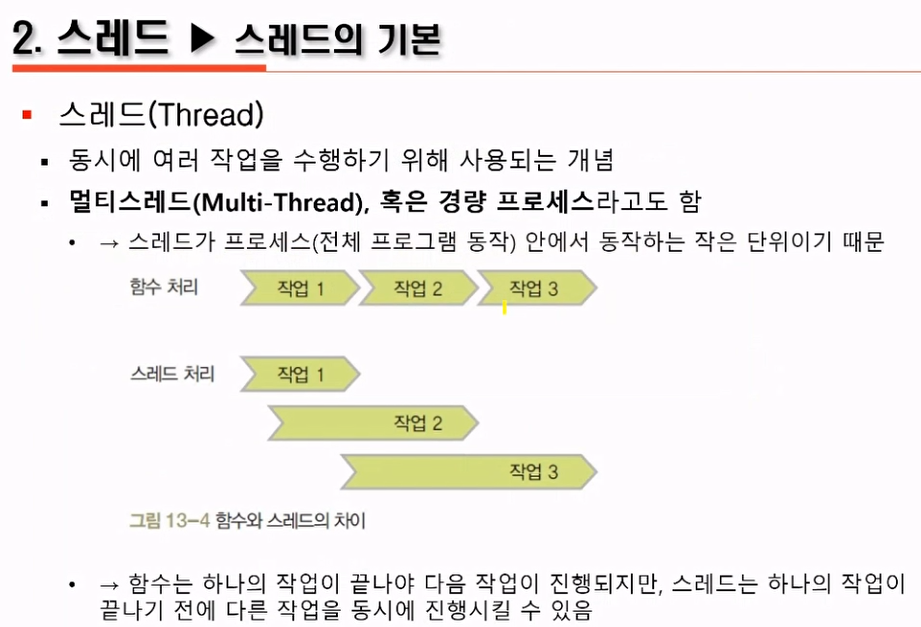 2. 스레드 ▶ 스레드의 기본
▪ 스레드(Thread)
▪ 동시에 여러 작업을 수행하기 위해 사용되는 개념
▪ 멀티스레드(Multi-Thread), 혹은 경량 프로세스라고도 함
• → 스레드가 프로세스(전체 프로그램 동작) 안에서 동작하는 작은 단위이기 때문
함수 처리 작업 1 작업 2 작업 3
스레드 처리 작업 1
작업 2
작업 3
그림 13-4 함수와 스레드의 차이
• → 함수는 하나의 작업이 끝나야 다음 작업이 진행되지만, 스레드는 하나의 작업이
끝나기 전에 다른 작업을 동시에 진행시킬 수 있음